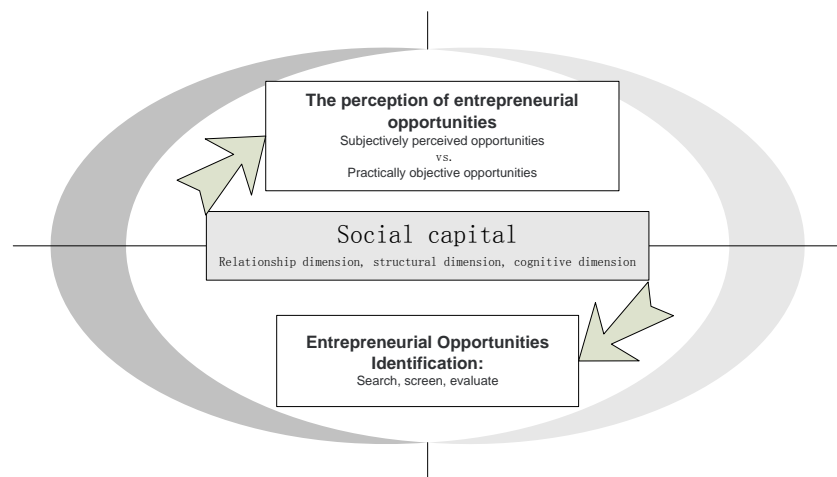 The perception of entrepreneurial
opportunities
Subjectively perceived opportunities
vs.
Practically objective opportunities
Social capital
Relationship dimension, structural dimension, cognitive dimension
Entrepreneurial Opportunities
Identification:
Search, screen, evaluate